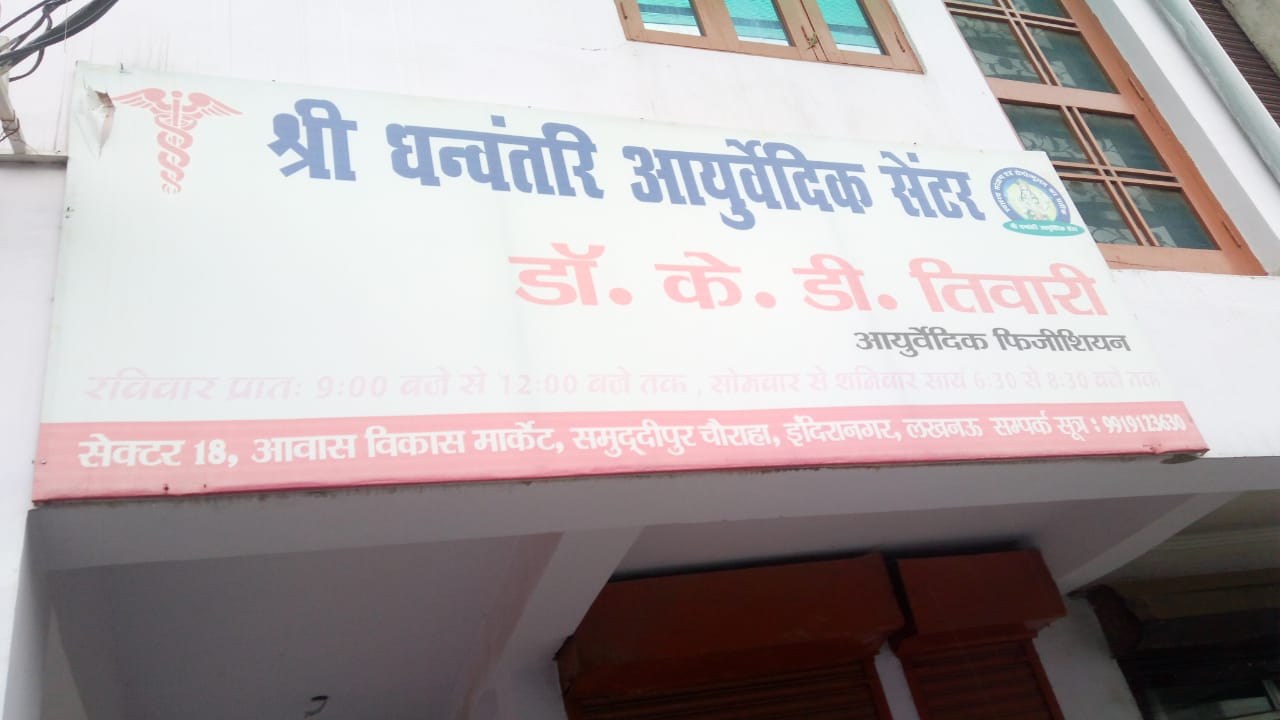 श्री धन्वंतरि आयुर्वेदिक सेंटर
डॉ. के. डी. तिवारी
आयुर्वेदिक फिजीशियन
रविवार प्रातः 9:00 बजे से 12:00 बजे तक , सोमवार से शनिवार सायं 6:30 से 8:30 बजे तक
सेक्टर 18, आवास विकास मार्केट, समुद्दीपुर चौराहा, इंदिरानगर, लखनऊ सम्पर्क सूत्र : 9919123630